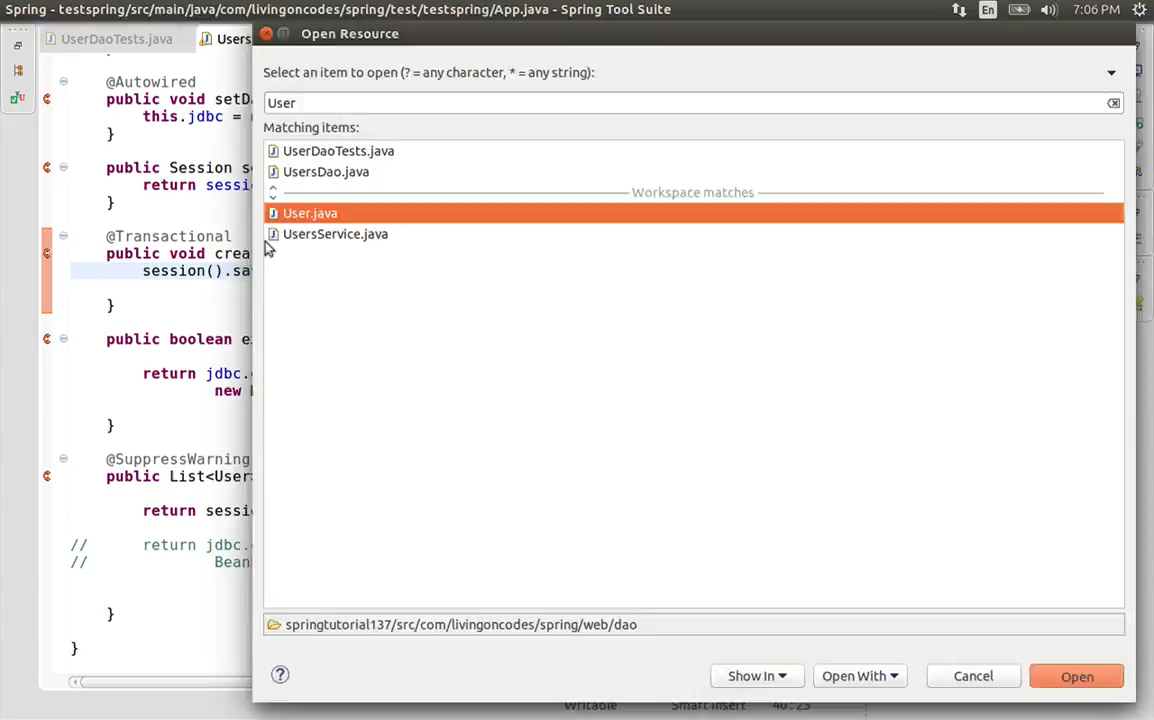 Spring - testspring/src/main/java/com/livingoncodes/spring/test/testspring/App.java - Spring Tool Suite
En
7:06 PM
UserDaoTests.java
Users
Open Resource
Select an item to open (? = any character, * = any string):
User
Matching items:
UserDaoTests.java
UsersDao.java
Workspace matches
User.java
UsersService.java
springtutorial137/src/com/livingoncodes/spring/web/dao
?
Show In
Open With
Cancel
Open
@Autowired
public void setDa
this.jdbc =
}
public Session s
return sessi
}
@Transactional
public void crea
session().sa
}
public boolean e
return jdbc.
new
}
@SuppressWarning
public List<User
return sessi
// return jdbc.
// Bean
}
}
Writable
Smart Insert
40:23